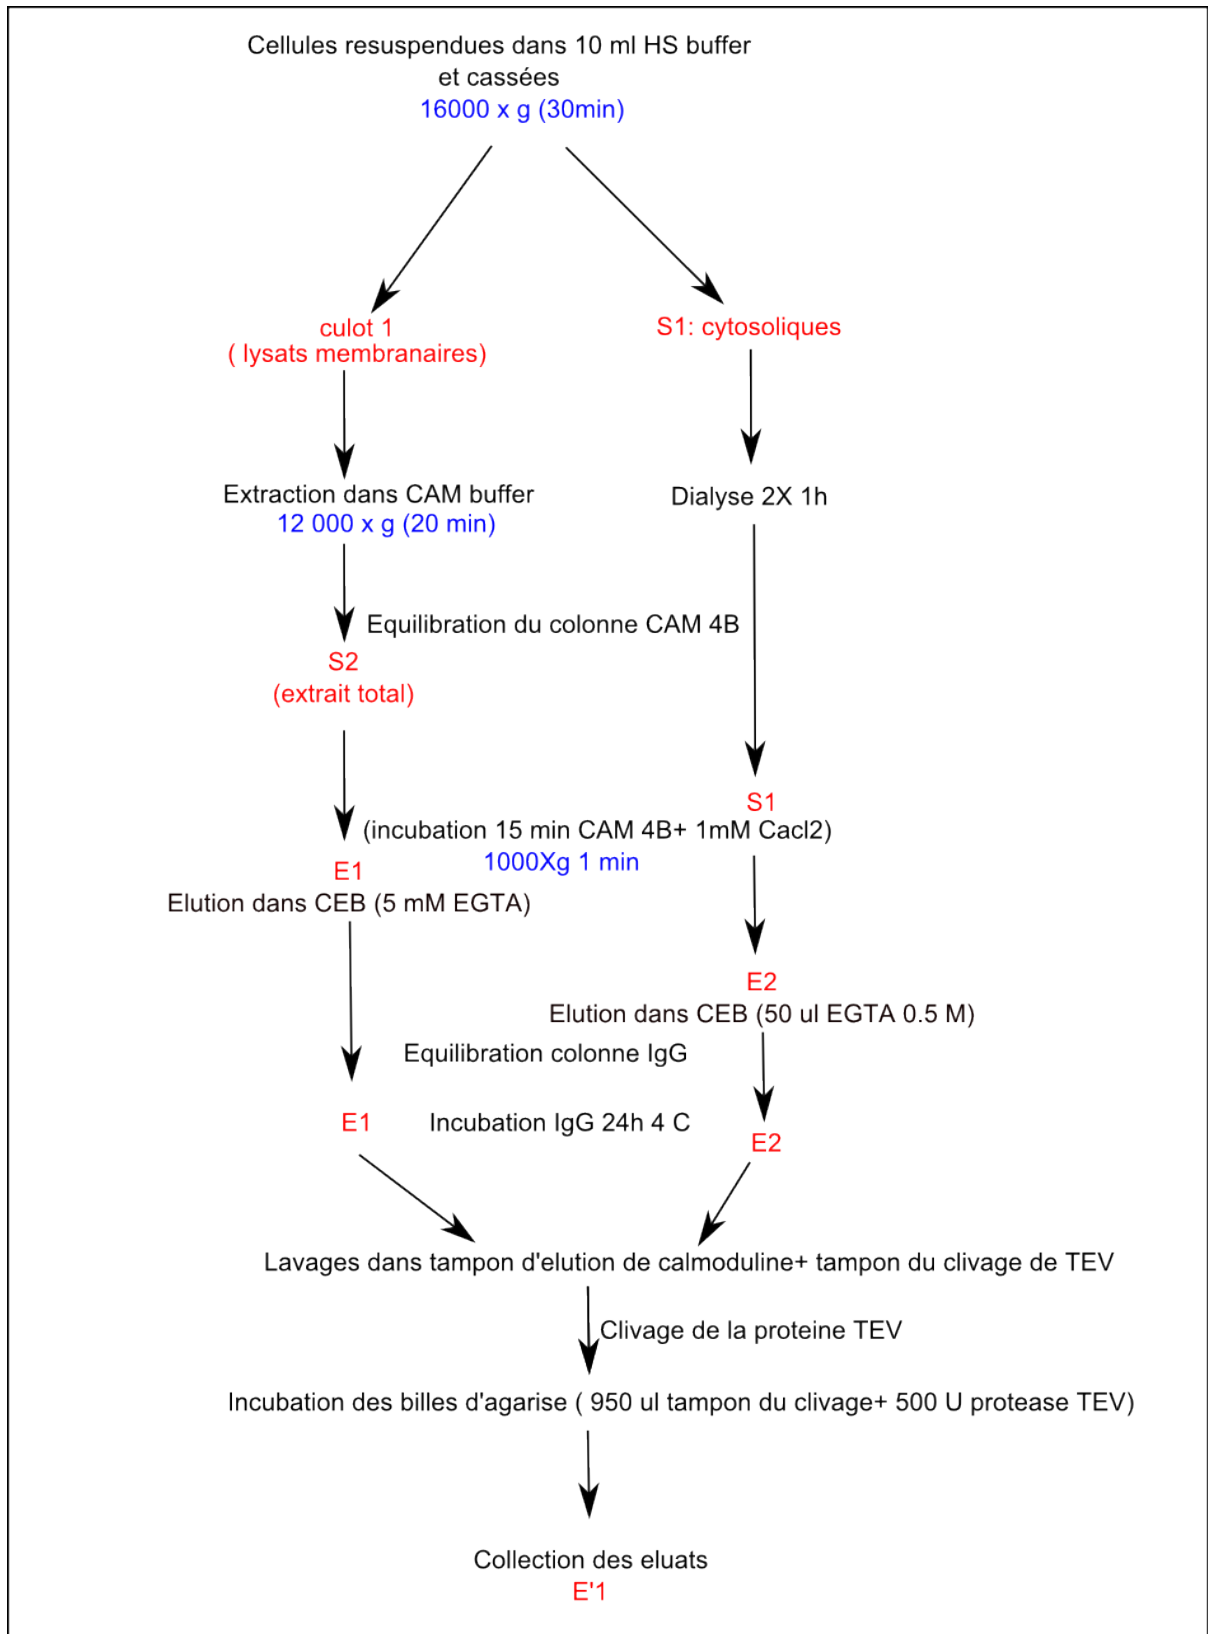 Cellules resuspendues dans 10 ml HS buffer
et cassées
16000 x g (30min)
culot 1
( lysats membranaires)
S1: cytosoliques
Extraction dans CAM buffer
12 000 x g (20 min)
Dialyse 2X 1h
Equilibration du colonne CAM 4B
S2
(extrait total)
S1
(incubation 15 min CAM 4B+ 1mM Cacl2)
1000Xg 1 min
E1
Elution dans CEB (5 mM EGTA)
E2
Elution dans CEB (50 ul EGTA 0.5 M)
Equilibration colonne IgG
E1
Incubation IgG 24h 4 C
E2
Lavages dans tampon d'elution de calmoduline+ tampon du clivage de TEV
Clivage de la proteine TEV
Incubation des billes d'agarise ( 950 ul tampon du clivage+ 500 U protease TEV)
Collection des eluats
E'1